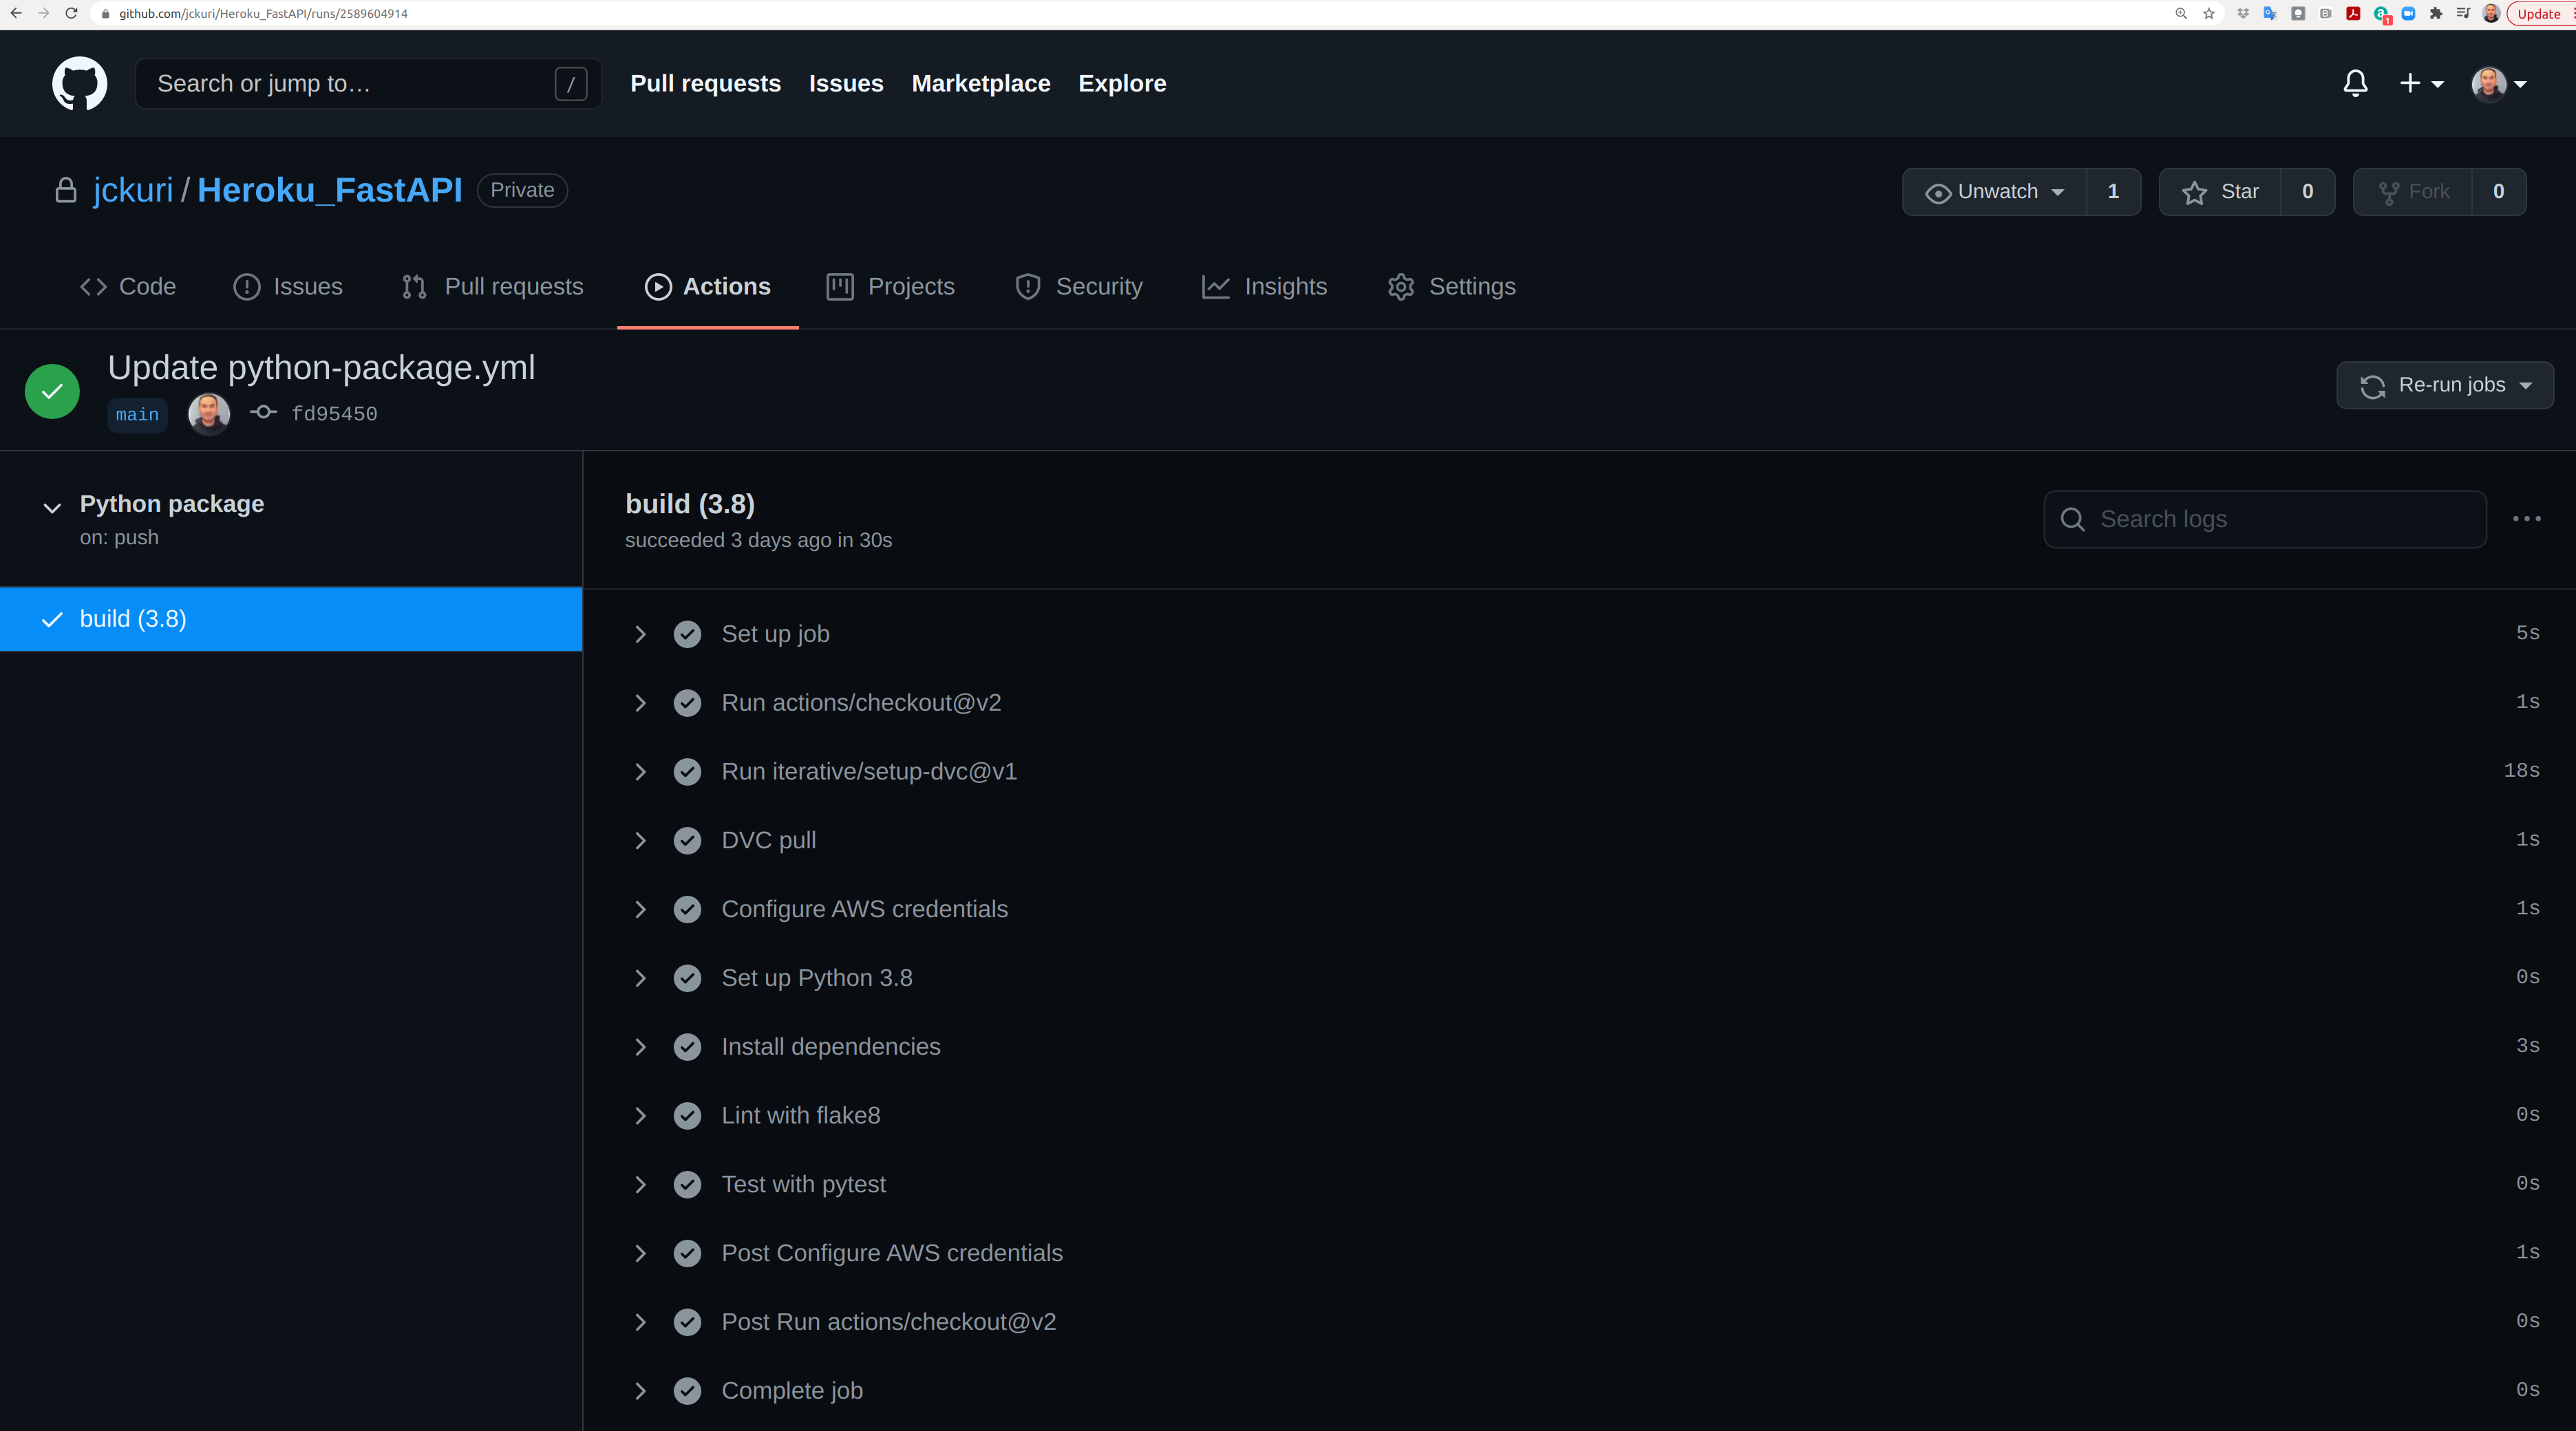 github.com/jckuri/Heroku_FastAPI/runs/2589604914
Update
Search or jump to… /
Pull requests Issues Marketplace Explore
jckuri / Heroku_FastAPI Private
Unwatch 1 Star 0 Fork 0
Code Issues Pull requests Actions Projects Security Insights Settings
Update python-package.yml
main fd95450
Re-run jobs
Python package
on: push
build (3.8)
build (3.8)
succeeded 3 days ago in 30s
Search logs
Set up job 5s
Run actions/checkout@v2 1s
Run iterative/setup-dvc@v1 18s
DVC pull 1s
Configure AWS credentials 1s
Set up Python 3.8 0s
Install dependencies 3s
Lint with flake8 0s
Test with pytest 0s
Post Configure AWS credentials 1s
Post Run actions/checkout@v2 0s
Complete job 0s